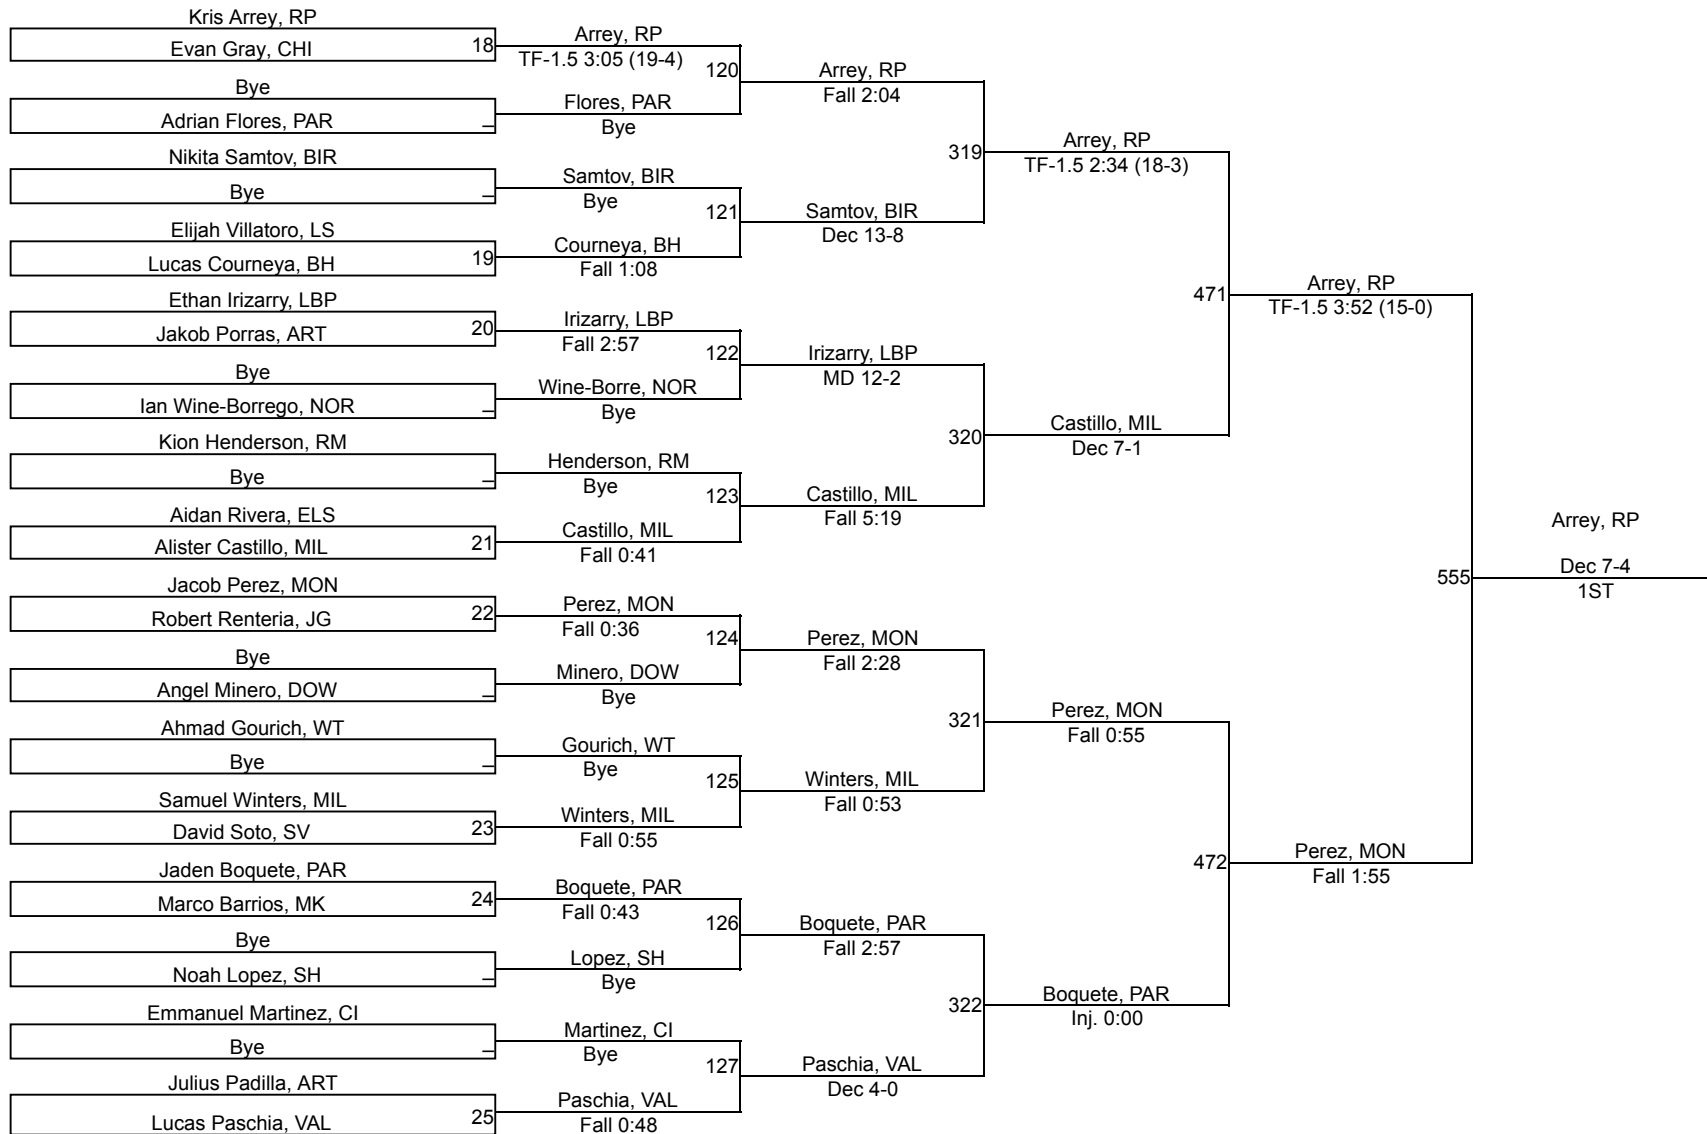 Kris Arrey, RP
Evan Gray, CHI
18
Bye
Adrian Flores, PAR
_
Nikita Samtov, BIR
Bye
_
Elijah Villatoro, LS
Lucas Courneya, BH
19
Ethan Irizarry, LBP
Jakob Porras, ART
20
Bye
Ian Wine-Borrego, NOR
_
Kion Henderson, RM
Bye
_
Aidan Rivera, ELS
Alister Castillo, MIL
21
Jacob Perez, MON
Robert Renteria, JG
22
Bye
Angel Minero, DOW
_
Ahmad Gourich, WT
Bye
_
Samuel Winters, MIL
David Soto, SV
23
Jaden Boquete, PAR
Marco Barrios, MK
24
Bye
Noah Lopez, SH
_
Emmanuel Martinez, CI
Bye
_
Julius Padilla, ART
Lucas Paschia, VAL
25
Arrey, RP
TF-1.5 3:05 (19-4)
120
Flores, PAR
Bye
Samtov, BIR
Bye
121
Courneya, BH
Fall 1:08
Irizarry, LBP
Fall 2:57
122
Wine-Borre, NOR
Bye
Henderson, RM
Bye
123
Castillo, MIL
Fall 0:41
Perez, MON
Fall 0:36
124
Minero, DOW
Bye
Gourich, WT
Bye
125
Winters, MIL
Fall 0:55
Boquete, PAR
Fall 0:43
126
Lopez, SH
Bye
Martinez, CI
Bye
127
Paschia, VAL
Fall 0:48
Arrey, RP
Fall 2:04
319
Samtov, BIR
Dec 13-8
Irizarry, LBP
MD 12-2
320
Castillo, MIL
Fall 5:19
Perez, MON
Fall 2:28
321
Winters, MIL
Fall 0:53
Boquete, PAR
Fall 2:57
322
Paschia, VAL
Dec 4-0
Arrey, RP
TF-1.5 2:34 (18-3)
471
Castillo, MIL
Dec 7-1
Perez, MON
Fall 0:55
472
Boquete, PAR
Inj. 0:00
Arrey, RP
TF-1.5 3:52 (15-0)
555
Perez, MON
Fall 1:55
Arrey, RP
Dec 7-4
1ST